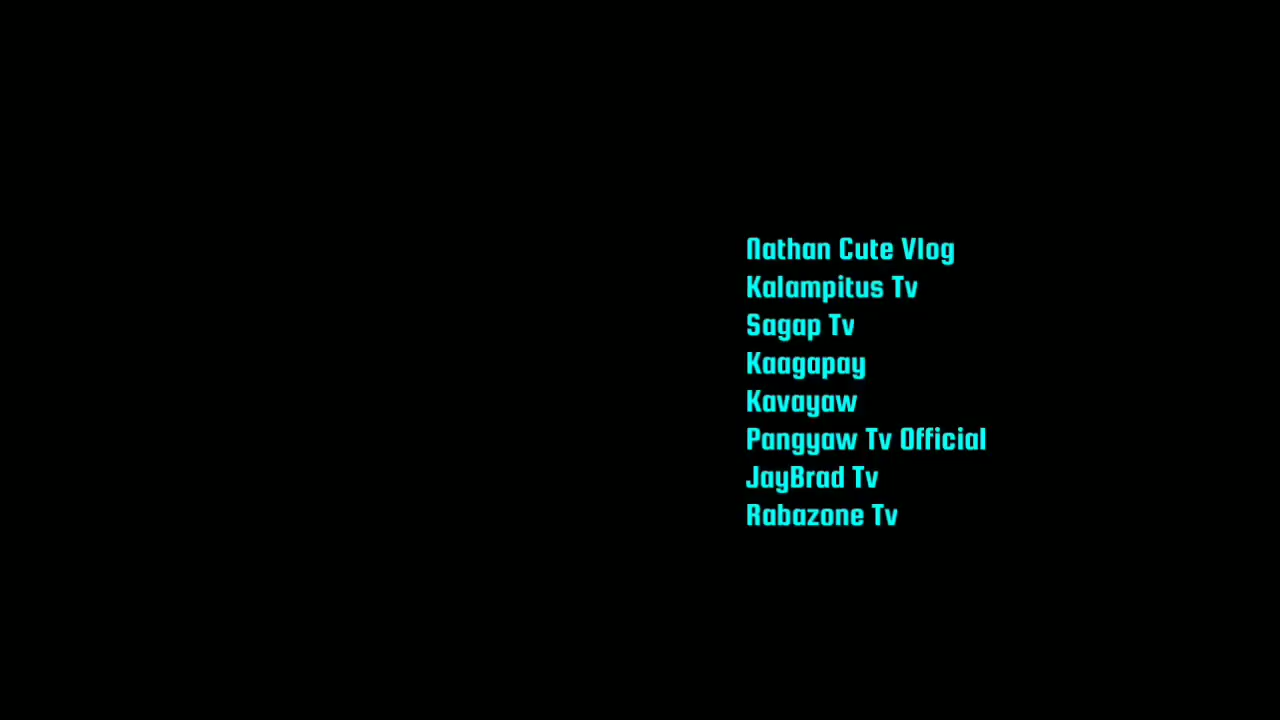 Nathan Cute Vlog
Kalampitus Tv
Sagap Tv
Kaagapay
Kavayaw
Pangyaw Tv Official
JayBrad Tv
Rabazone Tv